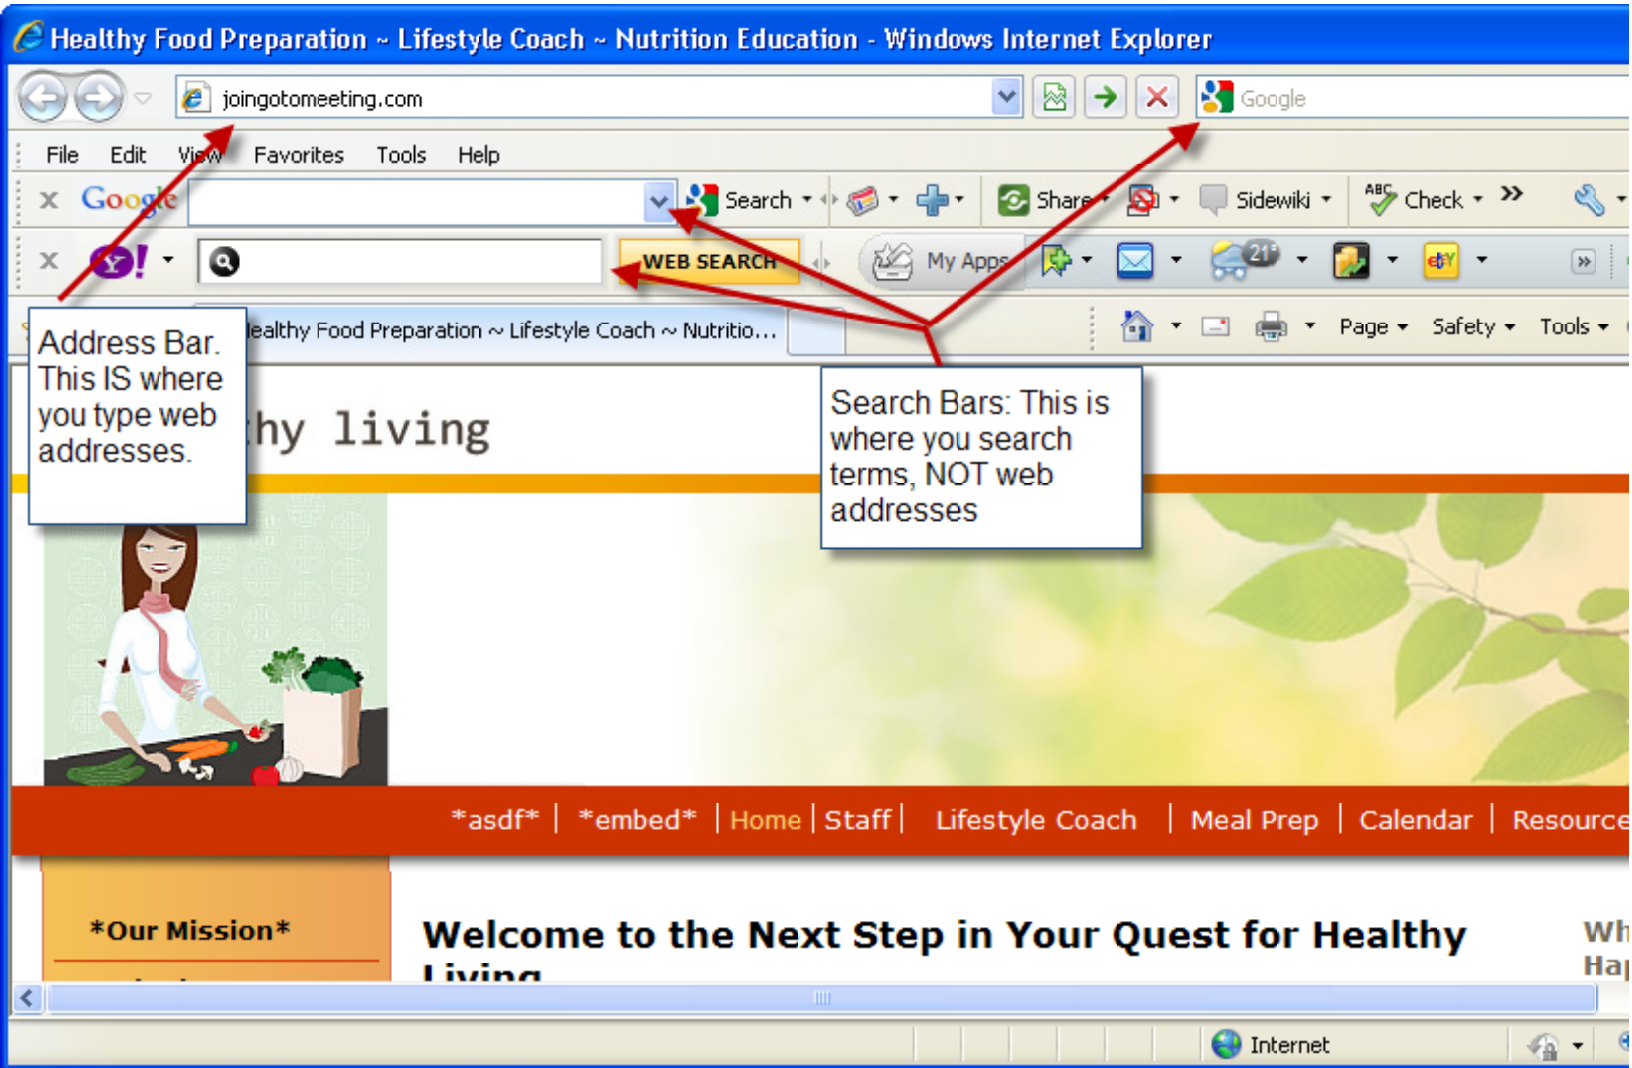 Healthy Food Preparation ~ Lifestyle Coach ~ Nutrition Education - Windows Internet Explorer
joingotomeeting.com
Google
File Edit View Favorites Tools Help
Google
Search
Share
Sidewiki
ABC Check
Y!
WEB SEARCH
My Apps
21°
ebY
Healthy Food Preparation ~ Lifestyle Coach ~ Nutritio...
Page Safety Tools
Address Bar.
This IS where
you type web
addresses.
Search Bars: This is
where you search
terms, NOT web
addresses
hy living
*asdf* | *embed* | Home | Staff | Lifestyle Coach | Meal Prep | Calendar | Resource
*Our Mission*
Welcome to the Next Step in Your Quest for Healthy
Living
Wh
Hap
Internet